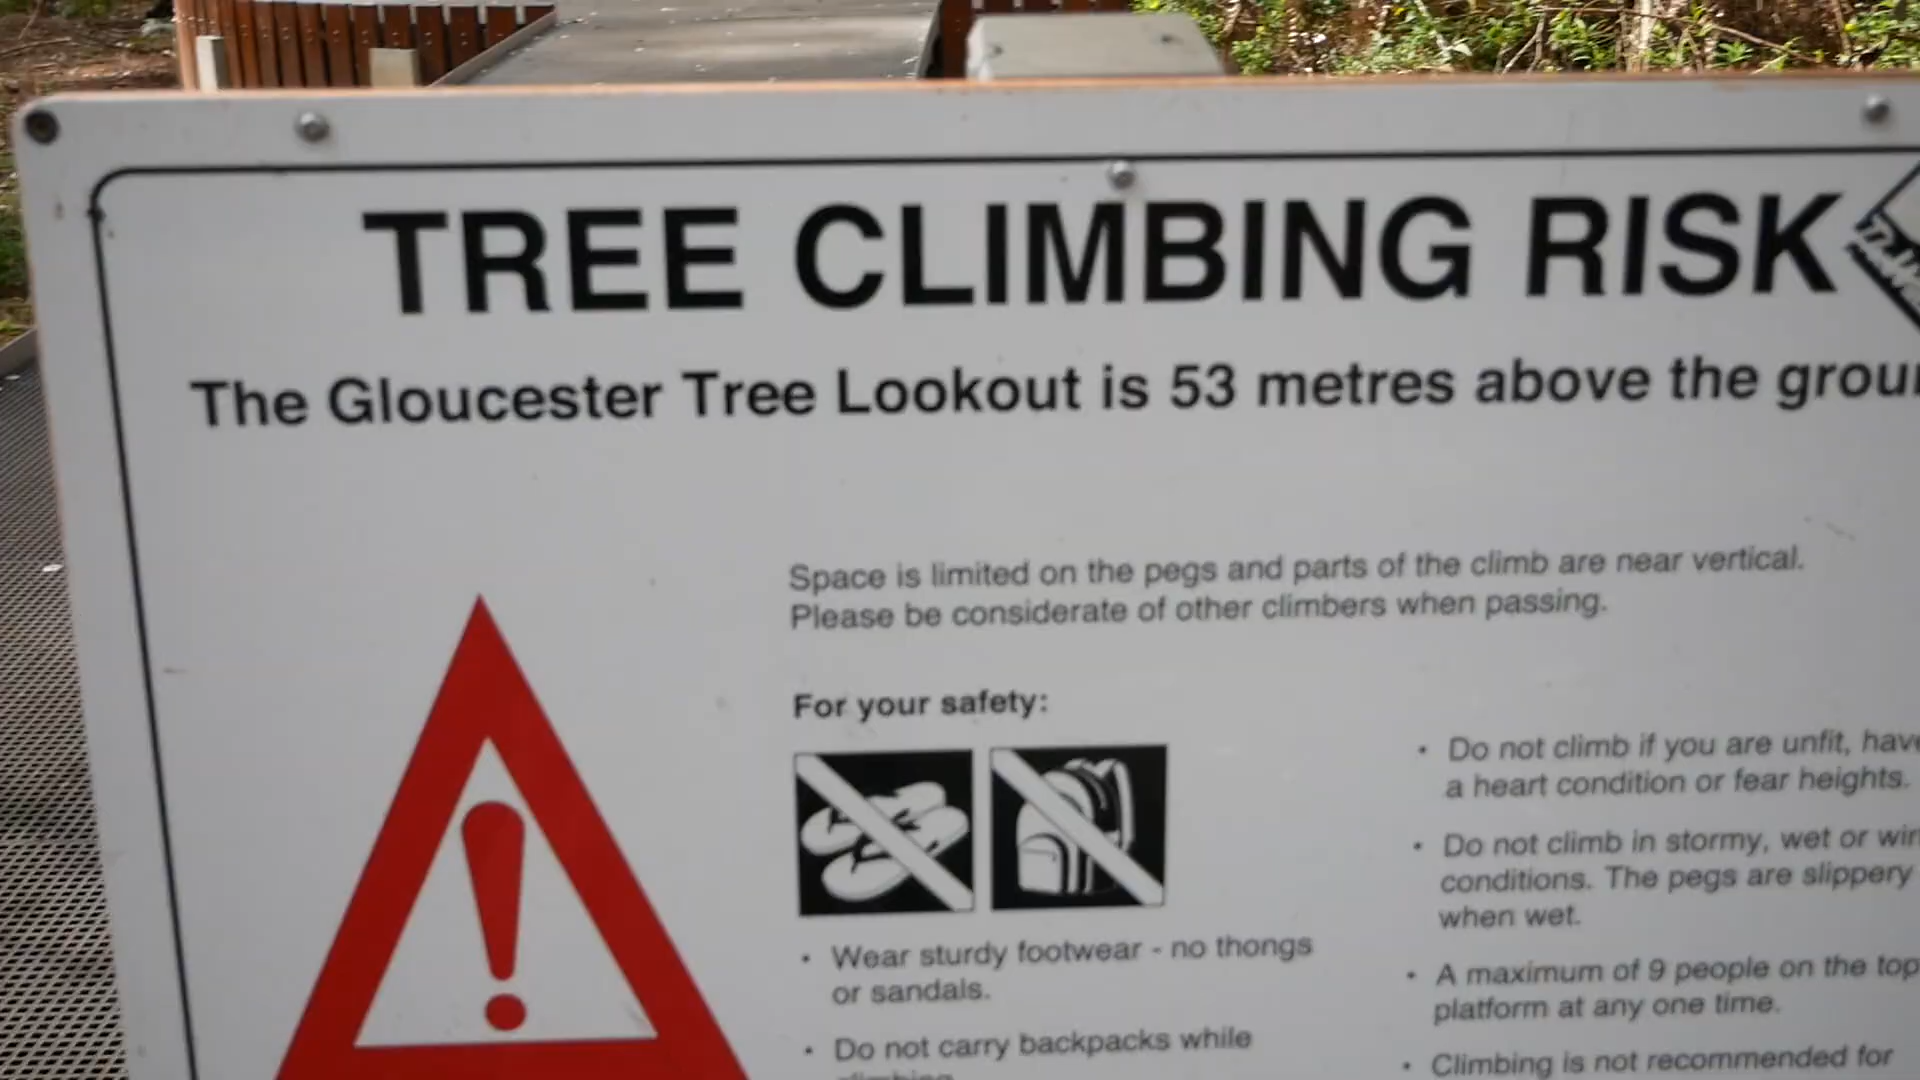 TREE CLIMBING RISK
The Gloucester Tree Lookout is 53 metres above the
Space is limited on the pegs and parts of the climb are near vertical.
Please be considerate of other climbers when passing.
For your safety:
• Wear sturdy footwear - no thongs
or sandals.
• Do not carry backpacks while
• Do not climb if you are unfit, have
a heart condition or fear heights.
• Do not climb in stormy, wet or
conditions. The pegs are slippery
when wet.
• A maximum of 9 people on the top
platform at any one time.
• Climbing is not recommended for